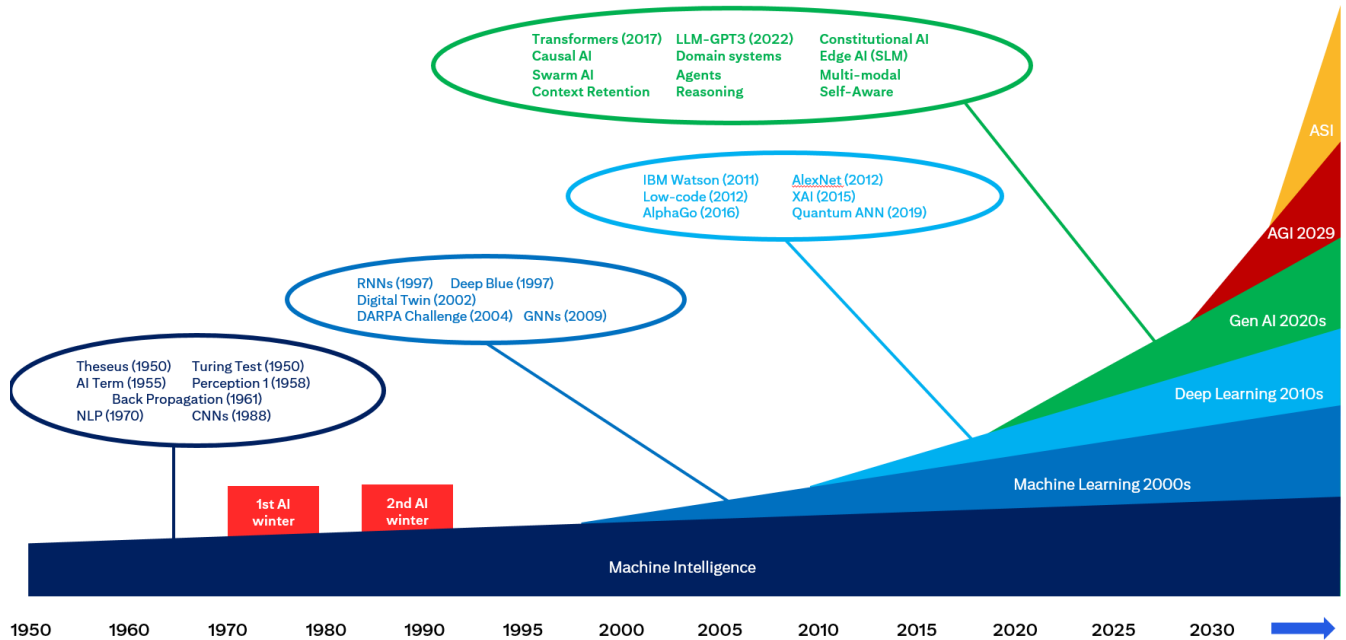 Transformers (2017) LLM-GPT3 (2022) Constitutional AI
Causal AI Domain systems Edge AI (SLM)
Swarm AI Agents Multi-modal
Context Retention Reasoning Self-Aware
ASI
IBM Watson (2011) AlexNet (2012)
Low-code (2012) XAI (2015)
AlphaGo (2016) Quantum ANN (2019)
AGI 2029
RNNs (1997) Deep Blue (1997)
Digital Twin (2002)
DARPA Challenge (2004) GNNs (2009)
Gen AI 2020s
Theseus (1950) Turing Test (1950)
AI Term (1955) Perception 1 (1958)
Back Propagation (1961)
NLP (1970) CNNs (1988)
Deep Learning 2010s
Machine Learning 2000s
1st AI
winter
2nd AI
winter
Machine Intelligence
1950 1960 1970 1980 1990 1995 2000 2005 2010 2015 2020 2025 2030